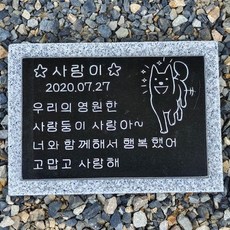 ☆사랑이☆
2020.07.27
우리의 영원한
사랑둥이 사랑아~
너와 함께해서 행복했어
고맙고 사랑해